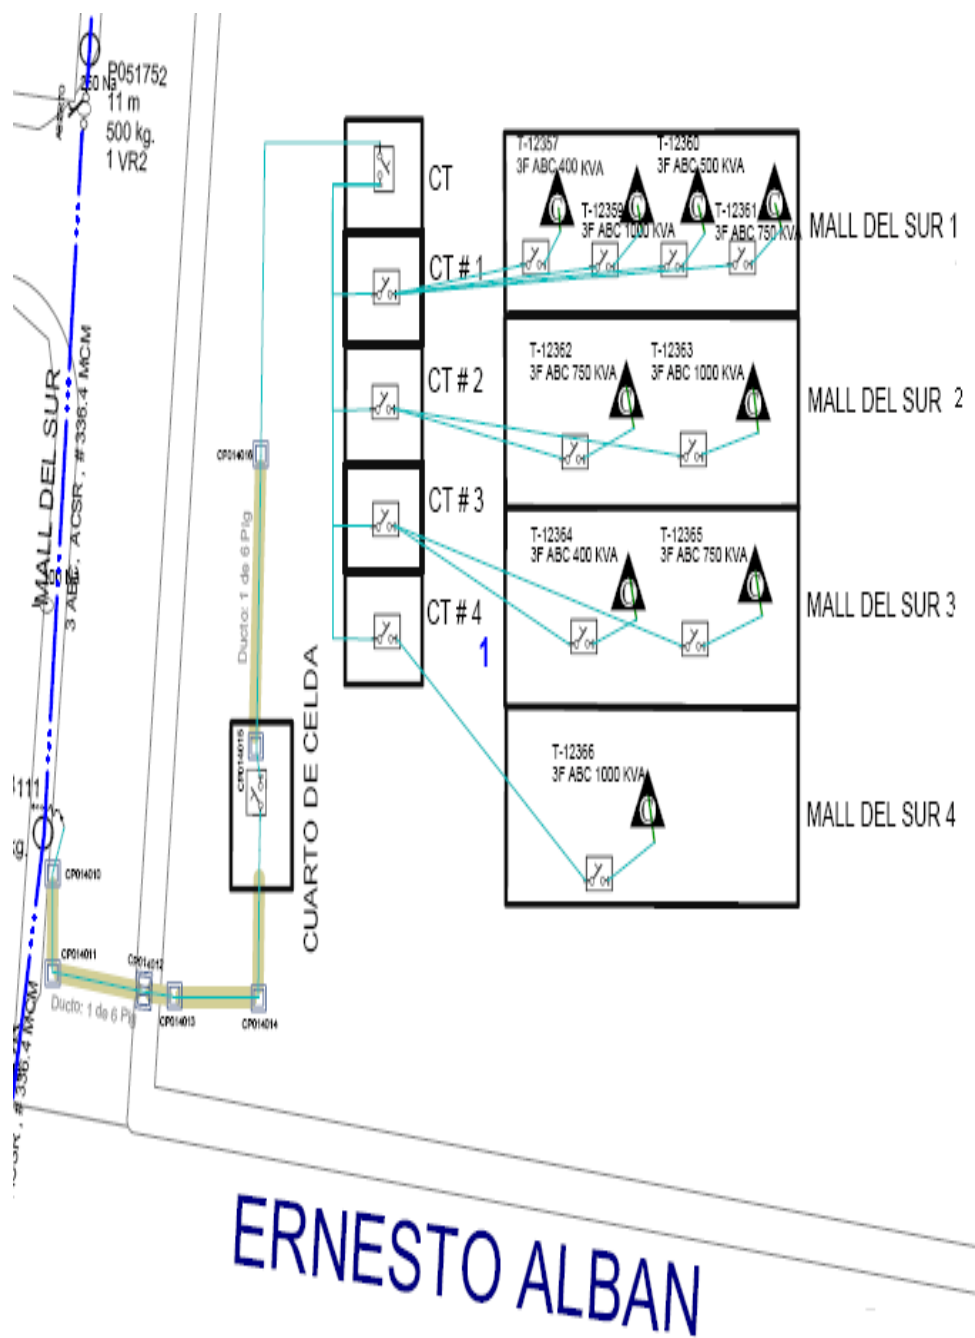 P051752
11 m
500 kg.
1 VR2
CT
CT # 1
CT # 2
CT # 3
CT # 4
1
T-12357
3F ABC 400 KVA
T-12360
3F ABC 500 KVA
T-12359
3F ABC 1000 KVA
T-12361
3F ABC 750 KVA
MALL DEL SUR 1
T-12362
3F ABC 750 KVA
T-12363
3F ABC 1000 KVA
MALL DEL SUR 2
T-12364
3F ABC 400 KVA
T-12365
3F ABC 750 KVA
MALL DEL SUR 3
T-12366
3F ABC 1000 KVA
MALL DEL SUR 4
MALL DEL SUR
ACSR , # 336.4 MCM
CP014016
Ducto: 1 de 6 Plg
CP014015
CUARTO DE CELDA
CP014010
CP014011
CP014012
CP014013
CP014014
Ducto: 1 de 6 Plg
# 336.4 MCM
ERNESTO ALBAN